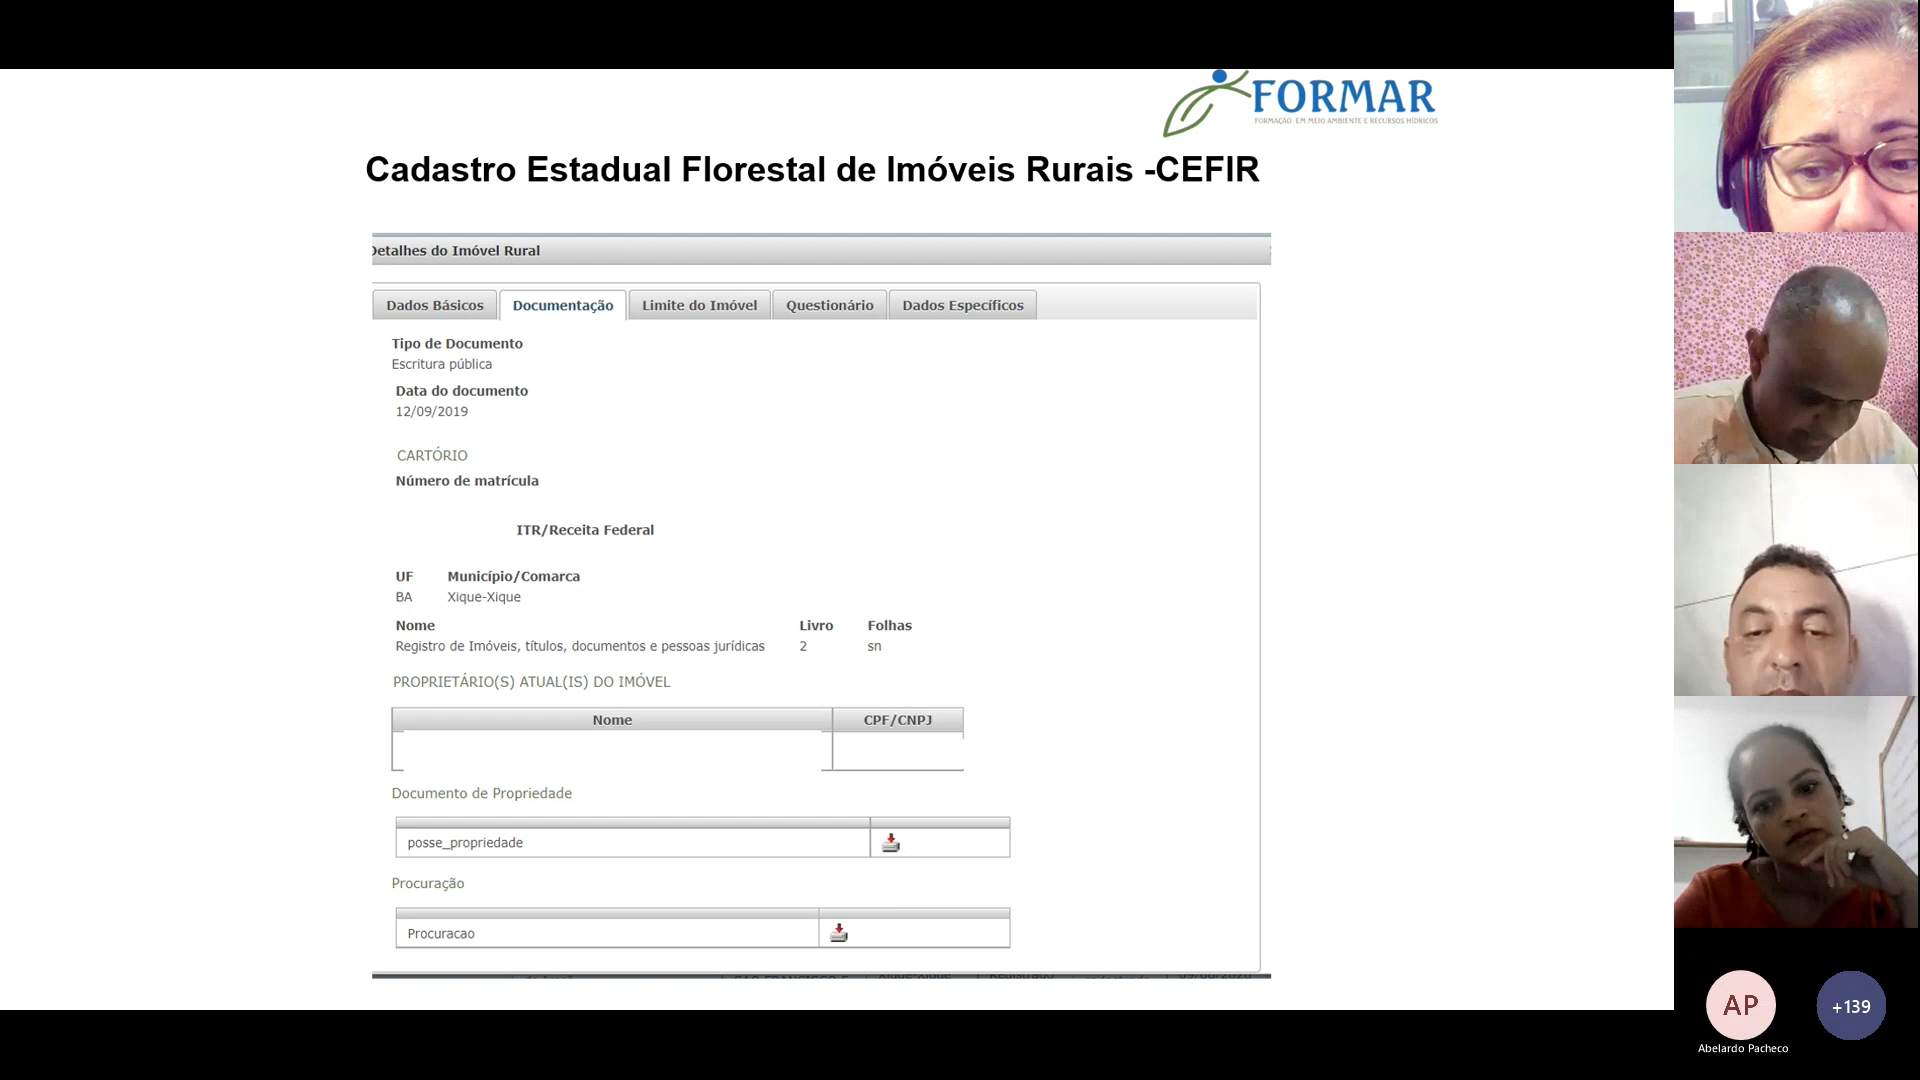 FORMAR
FORMAÇÃO EM MEIO AMBIENTE E RECURSOS HÍDRICOS
Cadastro Estadual Florestal de Imóveis Rurais -CEFIR
Detalhes do Imóvel Rural
Dados Básicos Documentação Limite do Imóvel Questionário Dados Específicos
Tipo de Documento
Escritura pública
Data do documento
12/09/2019
CARTÓRIO
Número de matrícula
ITR/Receita Federal
UF Município/Comarca
BA Xique-Xique
Nome Livro Folhas
Registro de Imóveis, títulos, documentos e pessoas jurídicas 2 sn
PROPRIETÁRIO(S) ATUAL(IS) DO IMÓVEL
Nome CPF/CNPJ
Documento de Propriedade
posse_propriedade
Procuração
Procuracao
AP
+139
Abelardo Pacheco